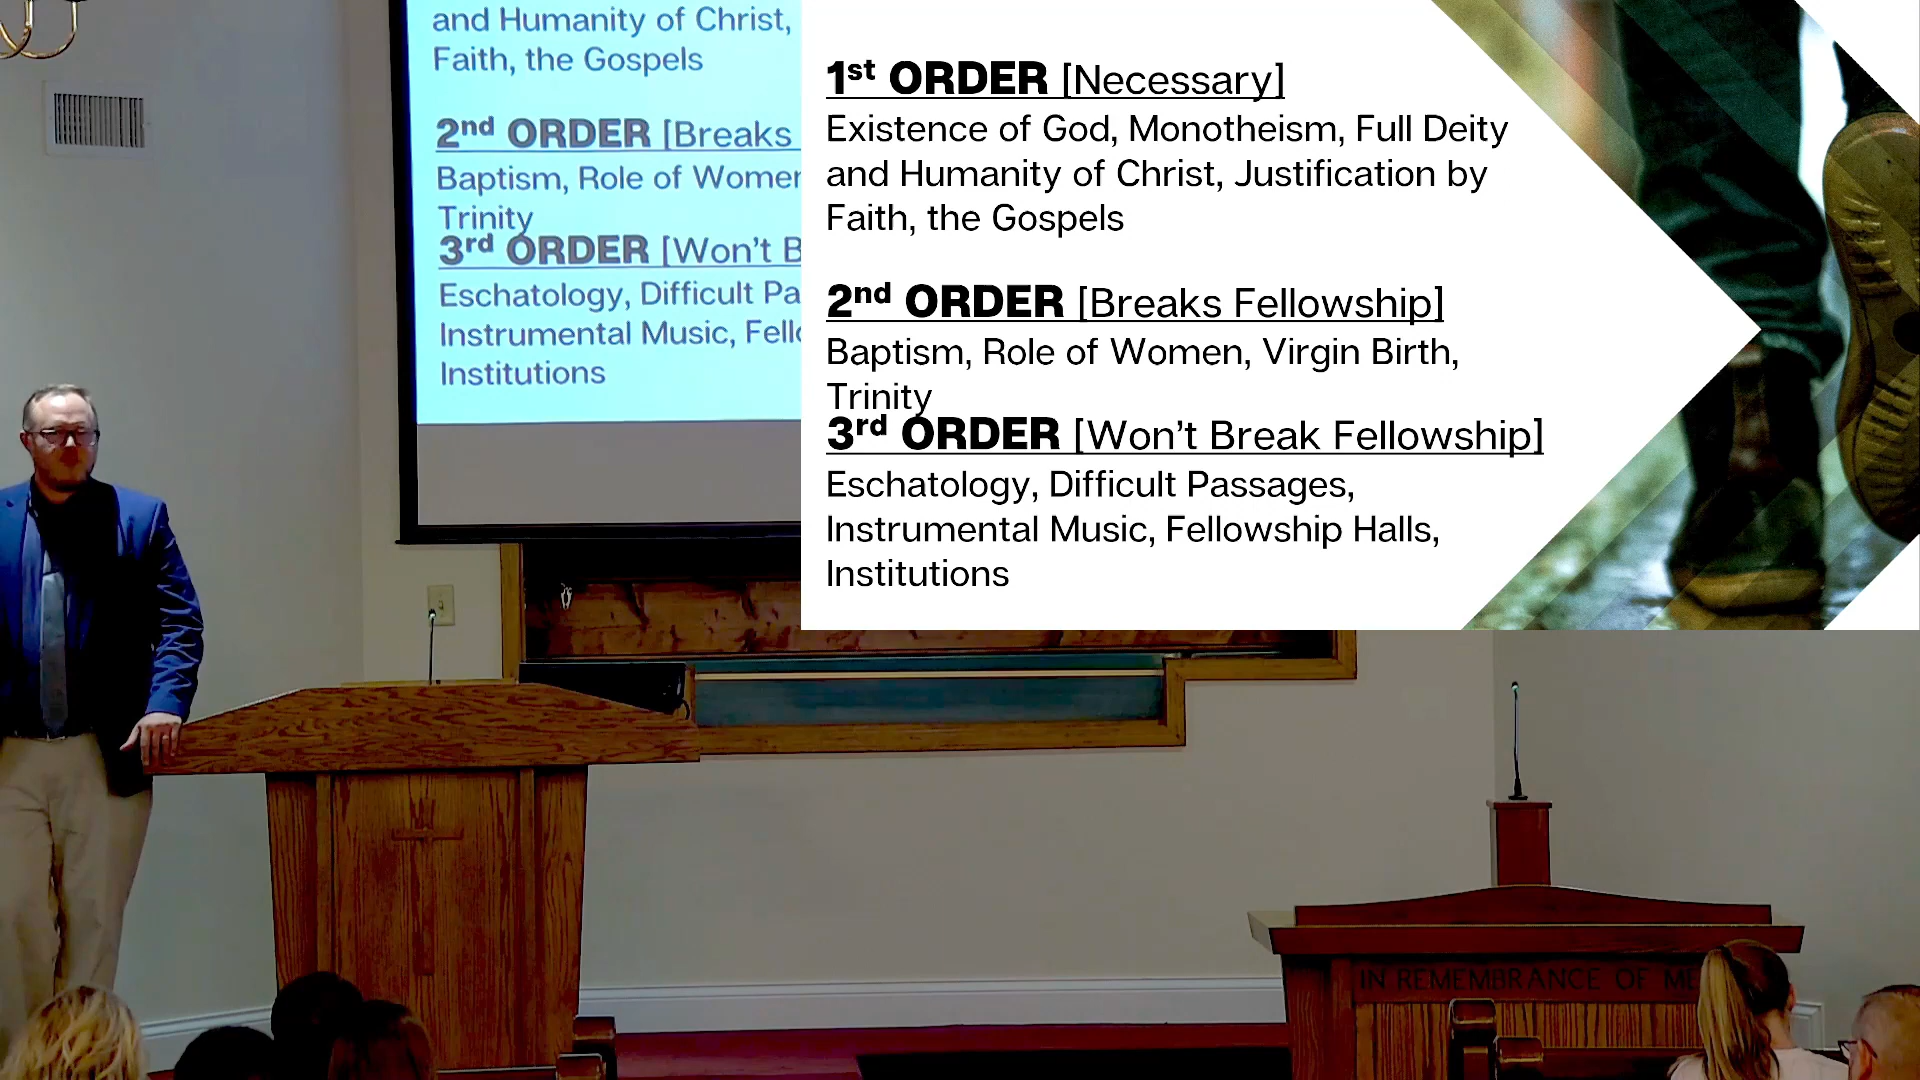 and Humanity of Christ,
Faith, the Gospels
2nd ORDER [Breaks
Baptism, Role of Women
Trinity
3rd ORDER [Won't B
Eschatology, Difficult Pa
Instrumental Music, Fello
Institutions
1st ORDER [Necessary]
Existence of God, Monotheism, Full Deity
and Humanity of Christ, Justification by
Faith, the Gospels
2nd ORDER [Breaks Fellowship]
Baptism, Role of Women, Virgin Birth,
Trinity
3rd ORDER [Won't Break Fellowship]
Eschatology, Difficult Passages,
Instrumental Music, Fellowship Halls,
Institutions
IN REMEMBRANCE OF ME